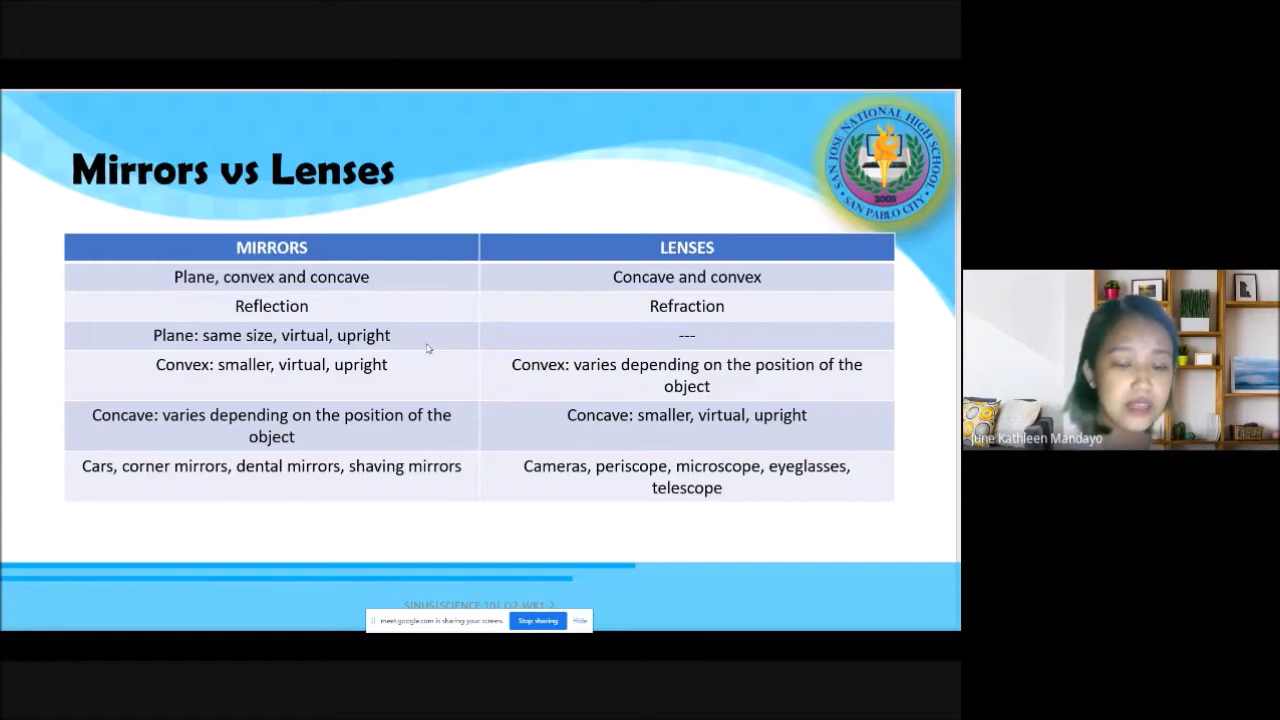 SAN JOSE NATIONAL HIGH SCHOOL
2003
SAN PABLO CITY
Mirrors vs Lenses
MIRRORS
LENSES
Plane, convex and concave
Concave and convex
Reflection
Refraction
Plane: same size, virtual, upright
---
Convex: smaller, virtual, upright
Convex: varies depending on the position of the
object
Concave: varies depending on the position of the
object
Concave: smaller, virtual, upright
Cars, corner mirrors, dental mirrors, shaving mirrors
Cameras, periscope, microscope, eyeglasses,
telescope
June Kathleen Mandayo
meet.google.com is sharing your screen.
Stop sharing
Hide